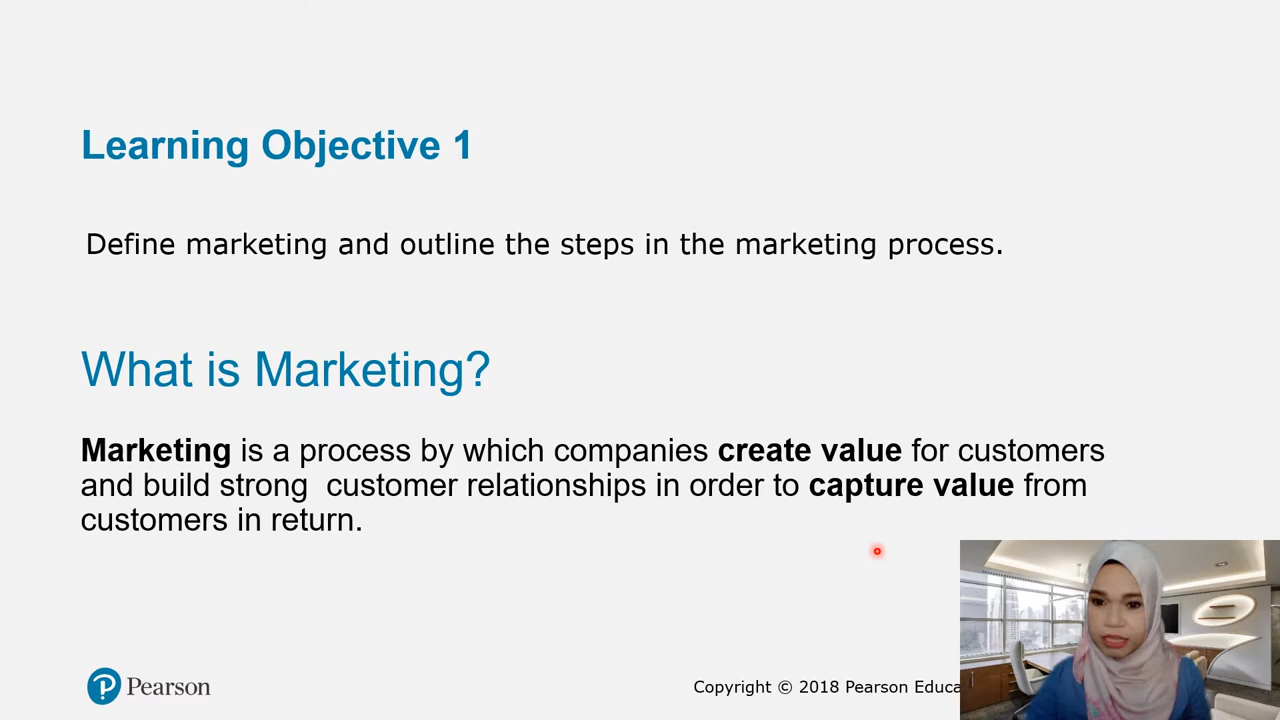 Learning Objective 1
Define marketing and outline the steps in the marketing process.
What is Marketing?
Marketing is a process by which companies create value for customers
and build strong  customer relationships in order to capture value from
customers in return.
Pearson
Copyright © 2018 Pearson